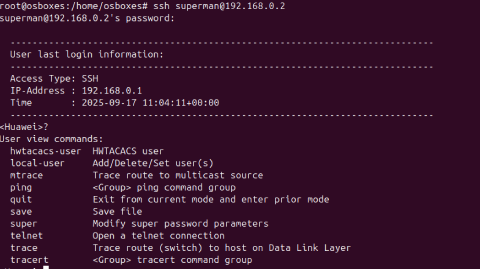 root@osboxes:/home/osboxes# ssh superman@192.168.0.2
superman@192.168.0.2's password:
-----------------------------------------------------------------------------
User last login information:
-----------------------------------------------------------------------------
Access Type: SSH
IP-Address : 192.168.0.1
Time       : 2025-09-17 11:04:11+00:00
-----------------------------------------------------------------------------
<Huawei>?
User view commands:
hwtacacs-user  HWTACACS user
local-user     Add/Delete/Set user(s)
mtrace         Trace route to multicast source
ping           <Group> ping command group
quit           Exit from current mode and enter prior mode
save           Save file
super          Modify super password parameters
telnet         Open a telnet connection
trace          Trace route (switch) to host on Data Link Layer
tracert        <Group> tracert command group